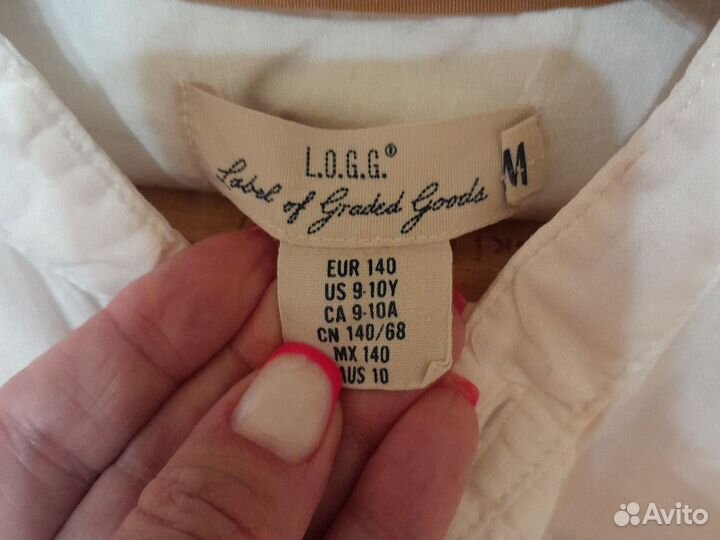 L.O.G.G.®
Label of Graded Goods
M
EUR 140
US 9-10Y
CA 9-10A
CN 140/68
MX 140
AUS 10
Avito